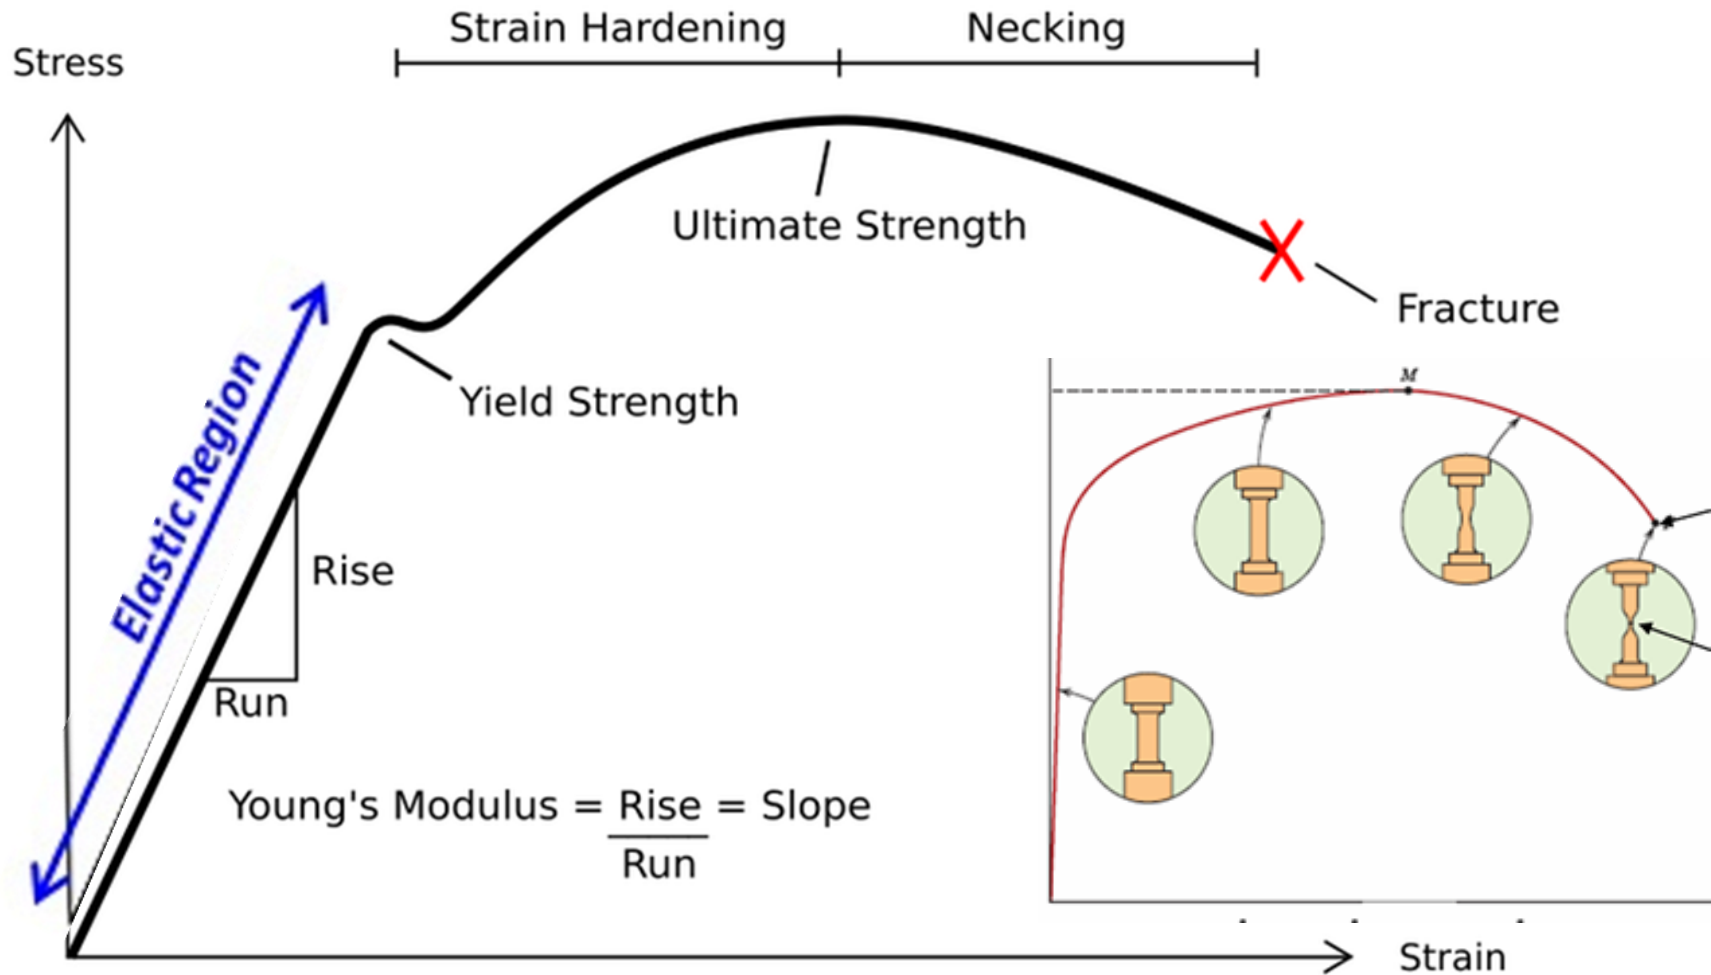 Strain Hardening
Necking
Stress
Ultimate Strength
Fracture
Yield Strength
Elastic Region
Rise
Run
Young's Modulus = Rise = Slope
Run
M
Strain